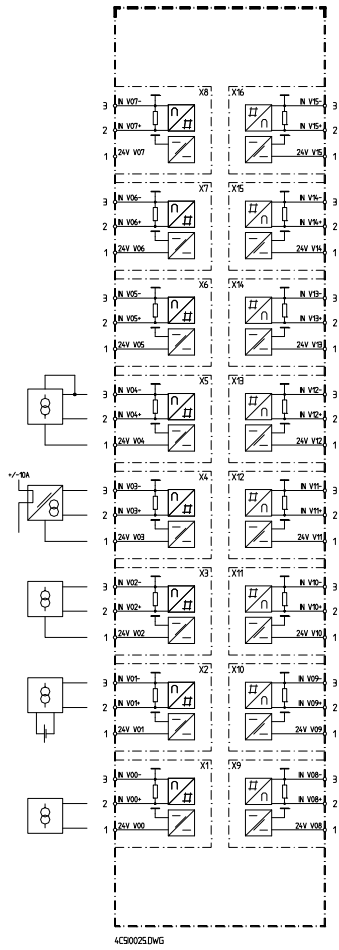 X8 X16
3 IN V07- IN V15- 3
2 IN V07+ IN V15+ 2
1 24V V07 24V V15 1
X7 X15
3 IN V06- IN V14- 3
2 IN V06+ IN V14+ 2
1 24V V06 24V V14 1
X6 X14
3 IN V05- IN V13- 3
2 IN V05+ IN V13+ 2
1 24V V05 24V V13 1
X5 X13
3 IN V04- IN V12- 3
2 IN V04+ IN V12+ 2
1 24V V04 24V V12 1
+/-10A X4 X12
3 IN V03- IN V11- 3
2 IN V03+ IN V11+ 2
1 24V V03 24V V11 1
X3 X11
3 IN V02- IN V10- 3
2 IN V02+ IN V10+ 2
1 24V V02 24V V10 1
X2 X10
3 IN V01- IN V09- 3
2 IN V01+ IN V09+ 2
1 24V V01 24V V09 1
X1 X9
3 IN V00- IN V08- 3
2 IN V00+ IN V08+ 2
1 24V V00 24V V08 1
4CSI0025.DWG